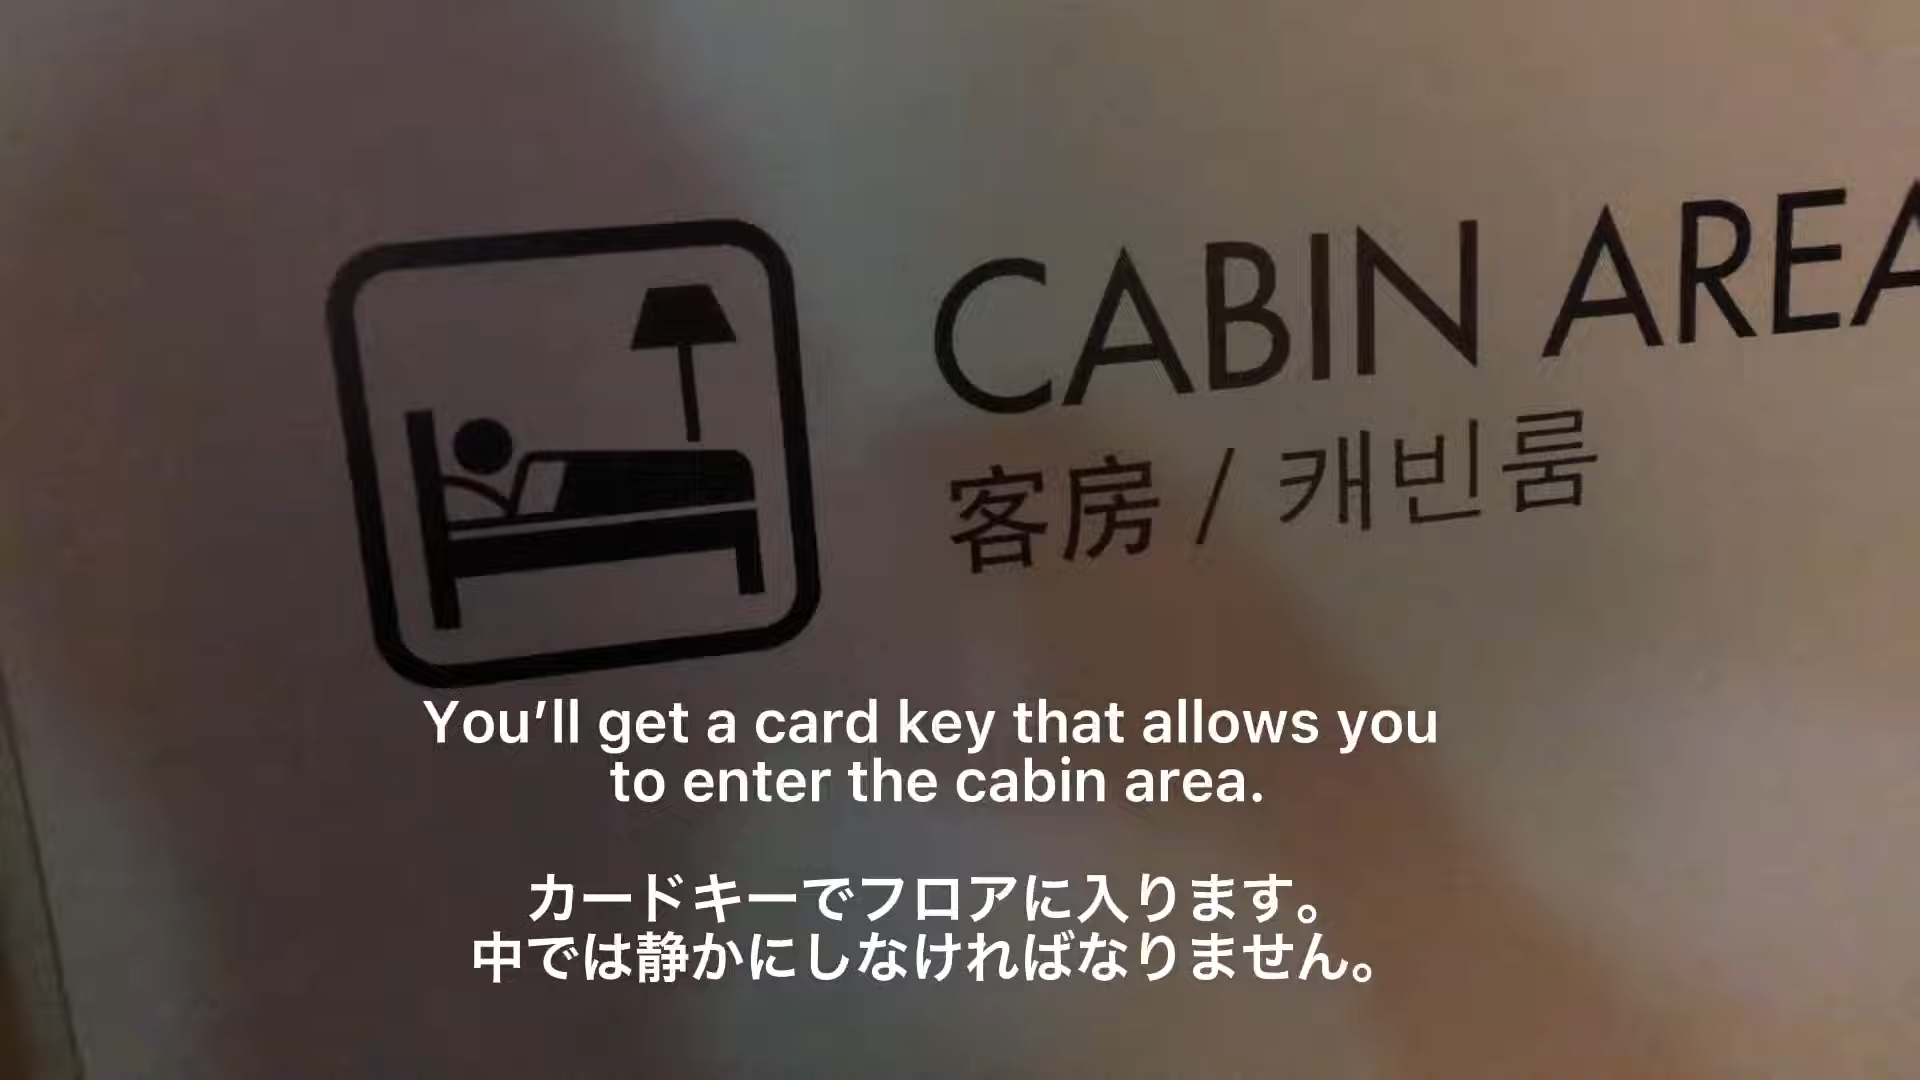 CABIN AREA
客房 / 캐빈룸
You’ll get a card key that allows you
to enter the cabin area.
カードキーでフロアに入ります。
中では静かにしなければなりません。